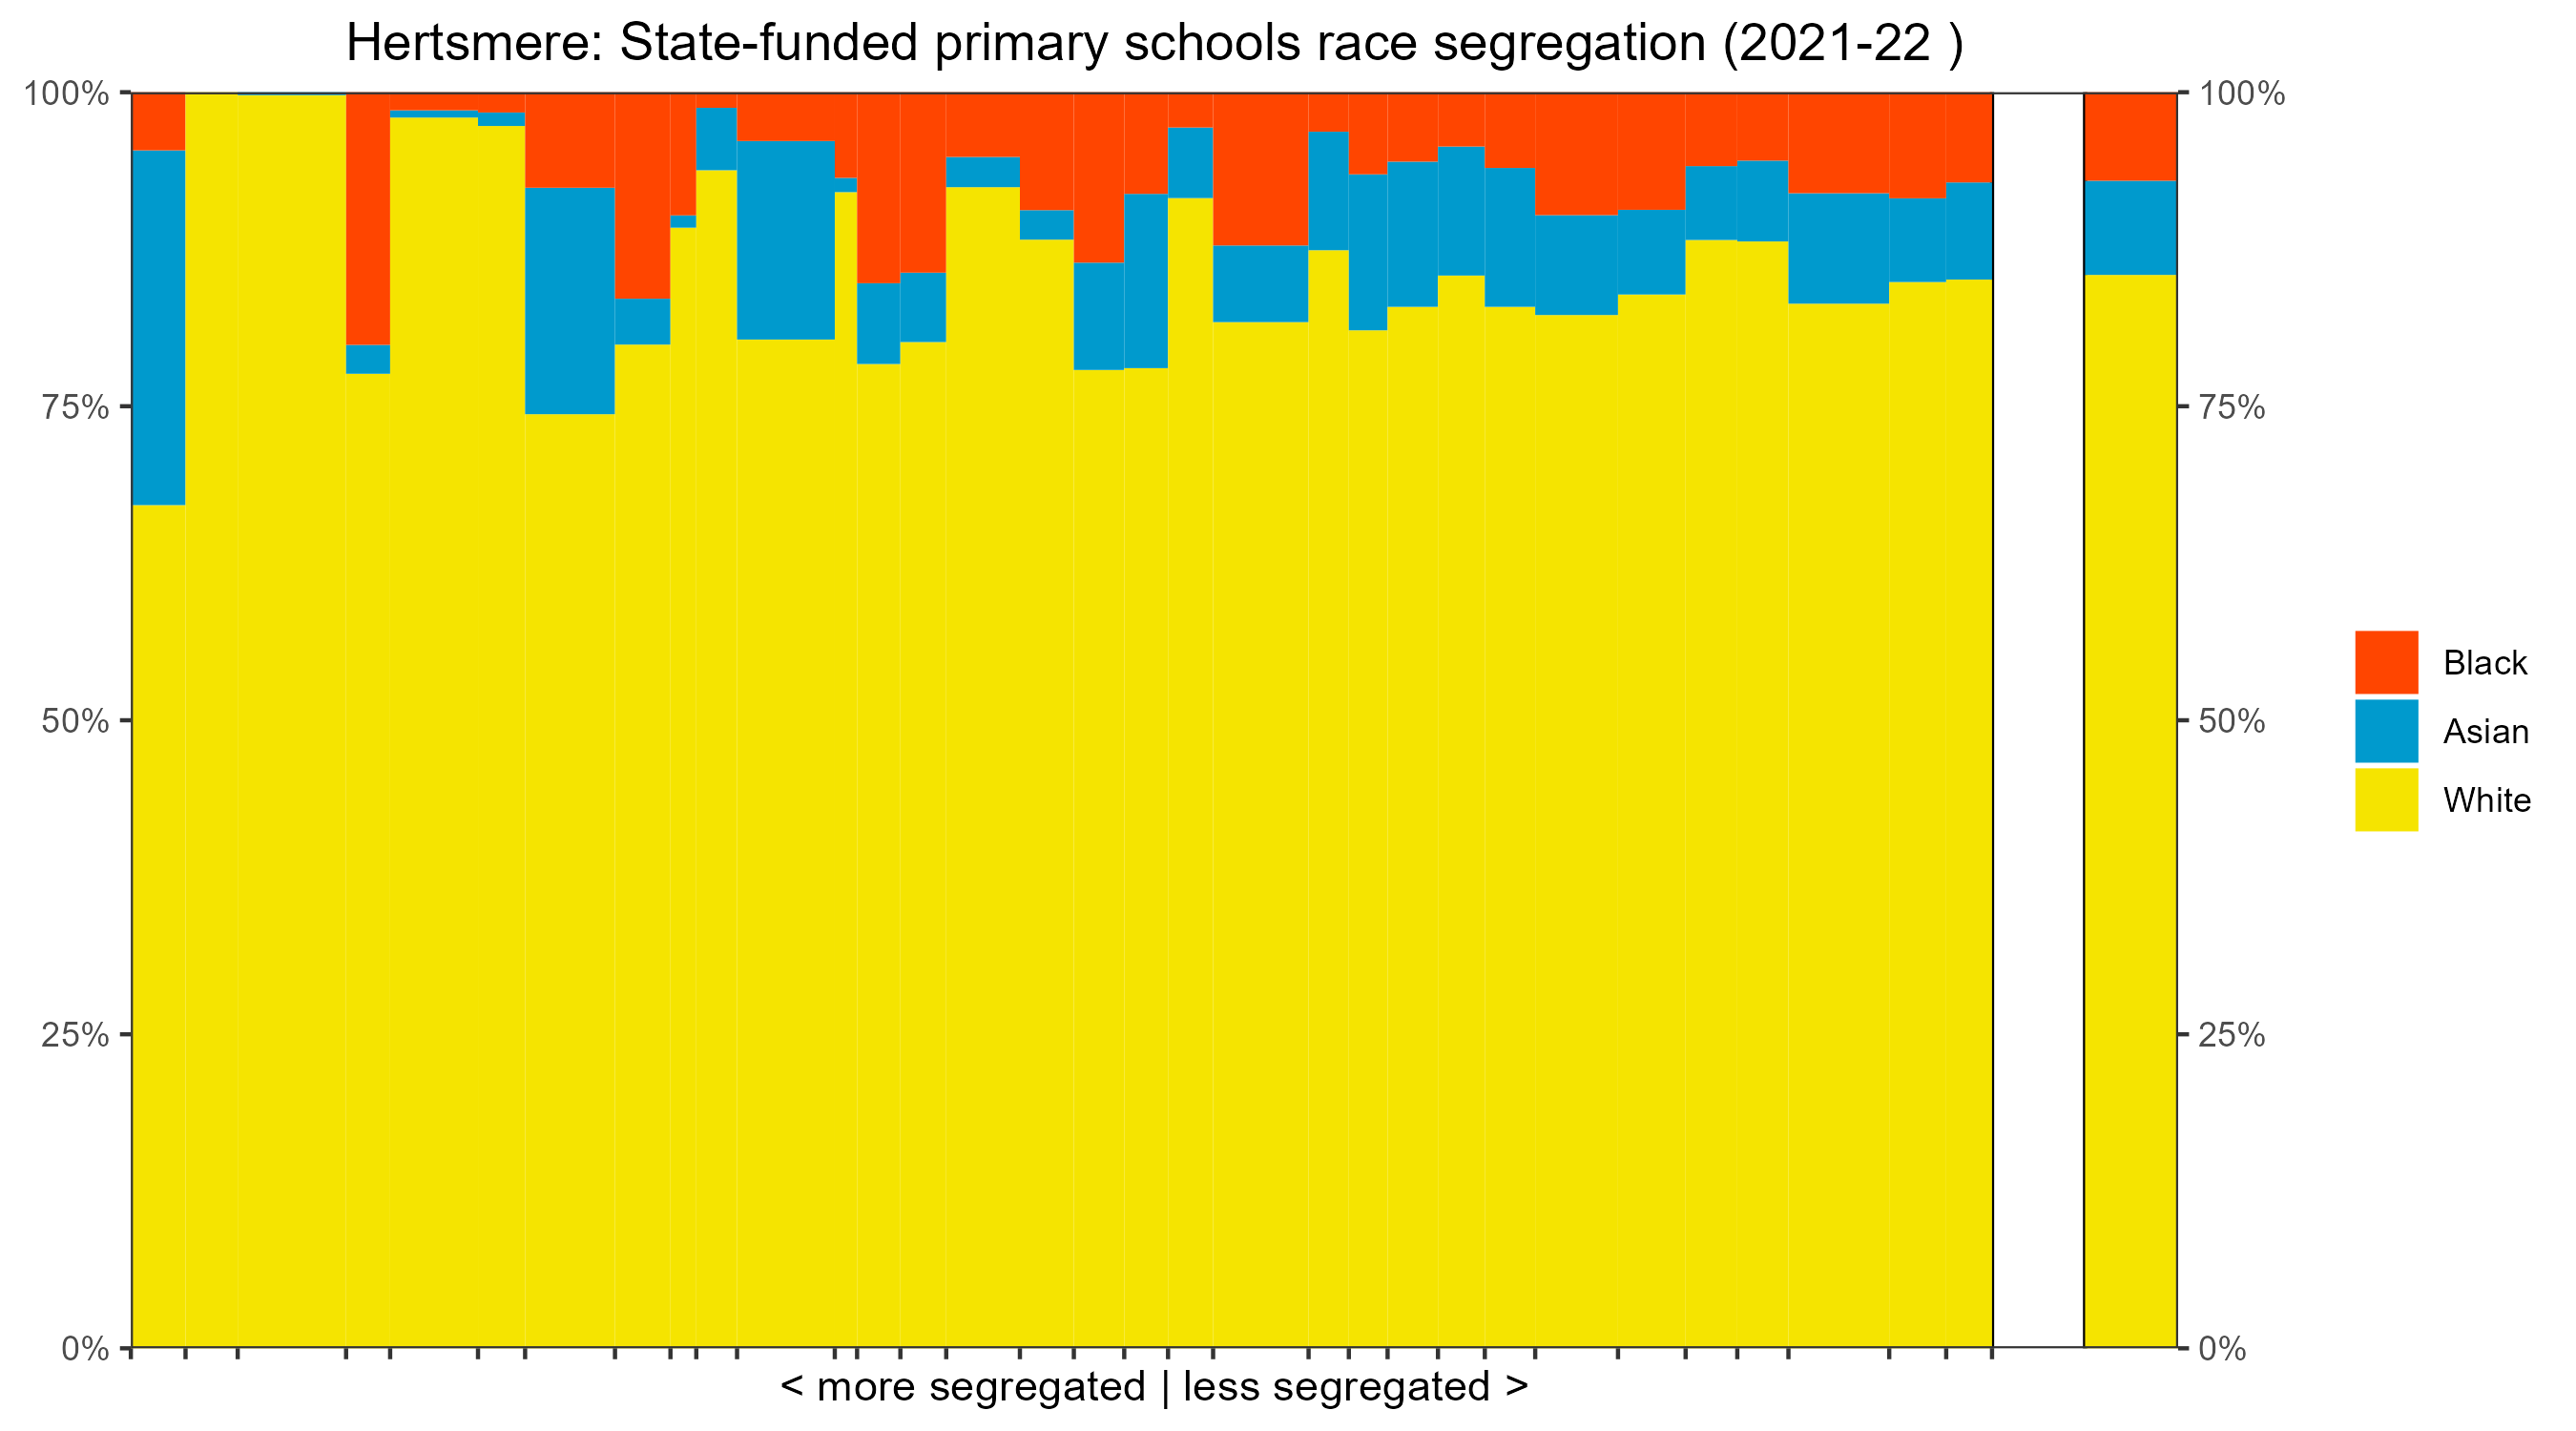 Hertsmere: State-funded primary schools race segregation (2021-22 )
100%
75%
50%
25%
0%
100%
75%
50%
25%
0%
Black
Asian
White
< more segregated | less segregated >